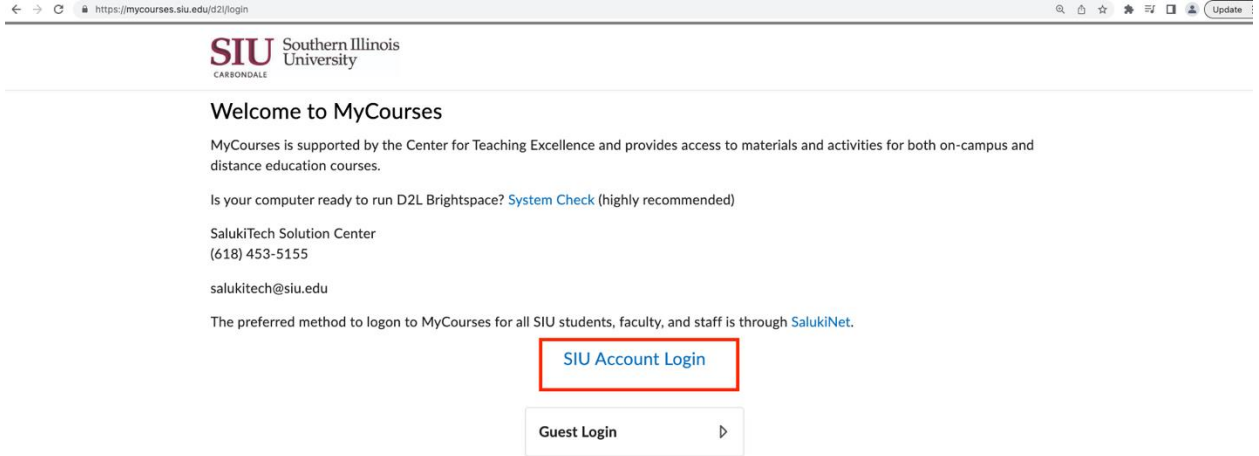 https://mycourses.siu.edu/d2l/login
Update
SIU Southern Illinois
University
CARBONDALE
Welcome to MyCourses
MyCourses is supported by the Center for Teaching Excellence and provides access to materials and activities for both on-campus and
distance education courses.
Is your computer ready to run D2L Brightspace? System Check (highly recommended)
SalukiTech Solution Center
(618) 453-5155
salukitech@siu.edu
The preferred method to logon to MyCourses for all SIU students, faculty, and staff is through SalukiNet.
SIU Account Login
Guest Login